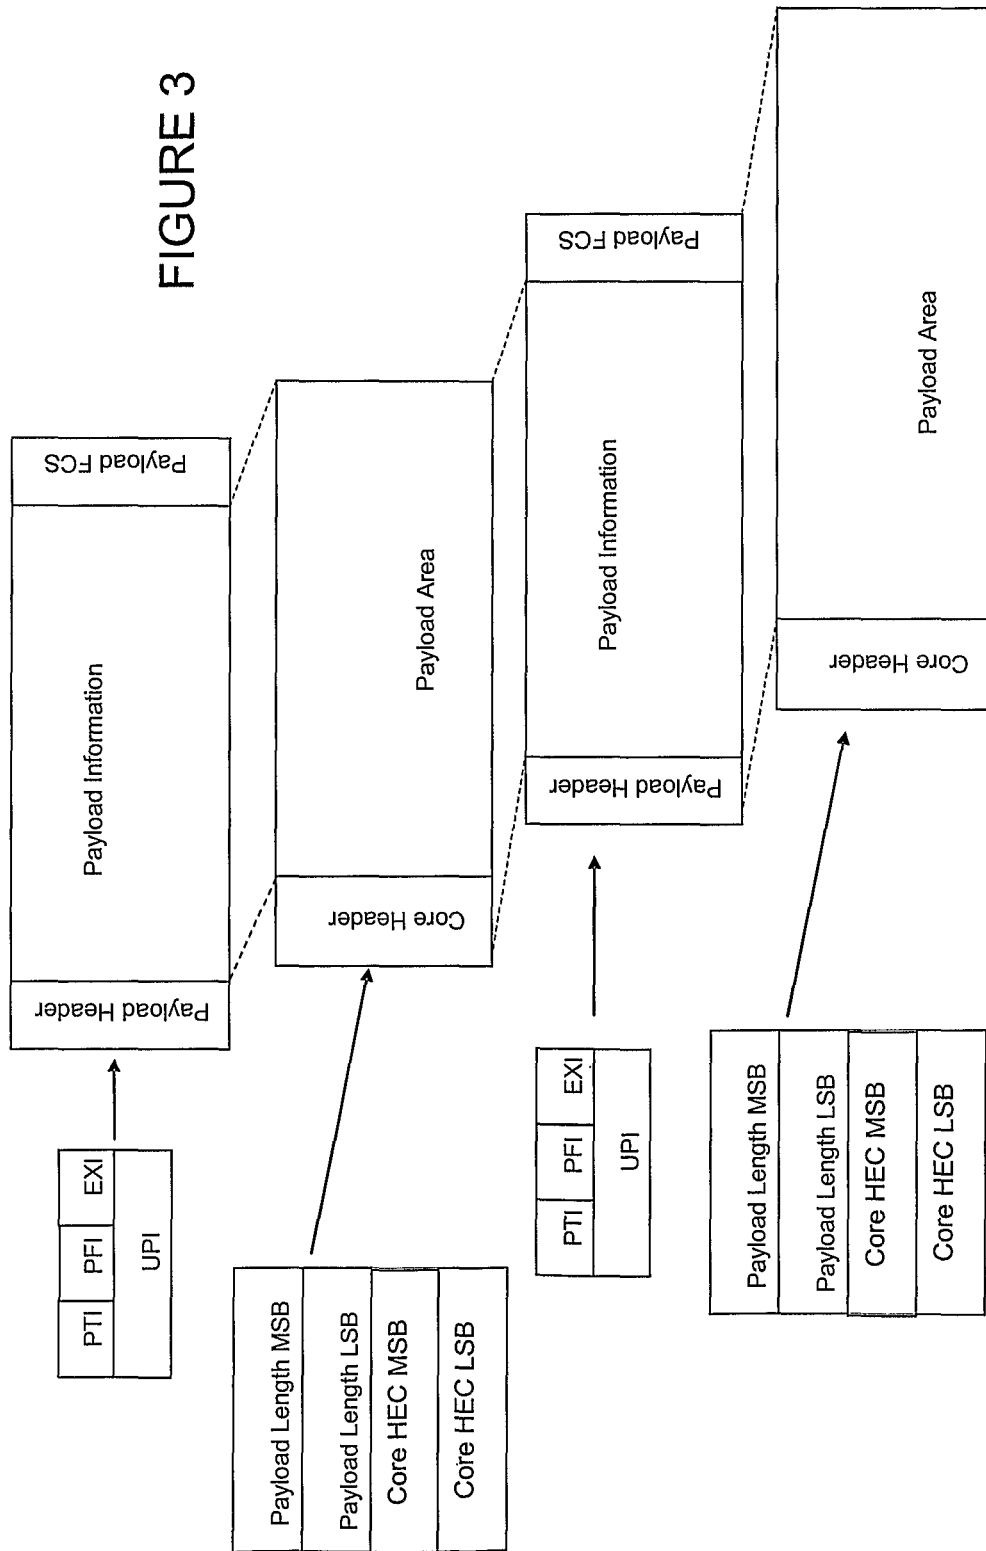 FIGURE 3
Payload Header
Payload Information
Payload FCS
PTI
PFI
EXI
UPI
Core Header
Payload Area
Payload Length MSB
Payload Length LSB
Core HEC MSB
Core HEC LSB
Payload Header
Payload Information
Payload FCS
PTI
PFI
EXI
UPI
Core Header
Payload Area
Payload Length MSB
Payload Length LSB
Core HEC MSB
Core HEC LSB